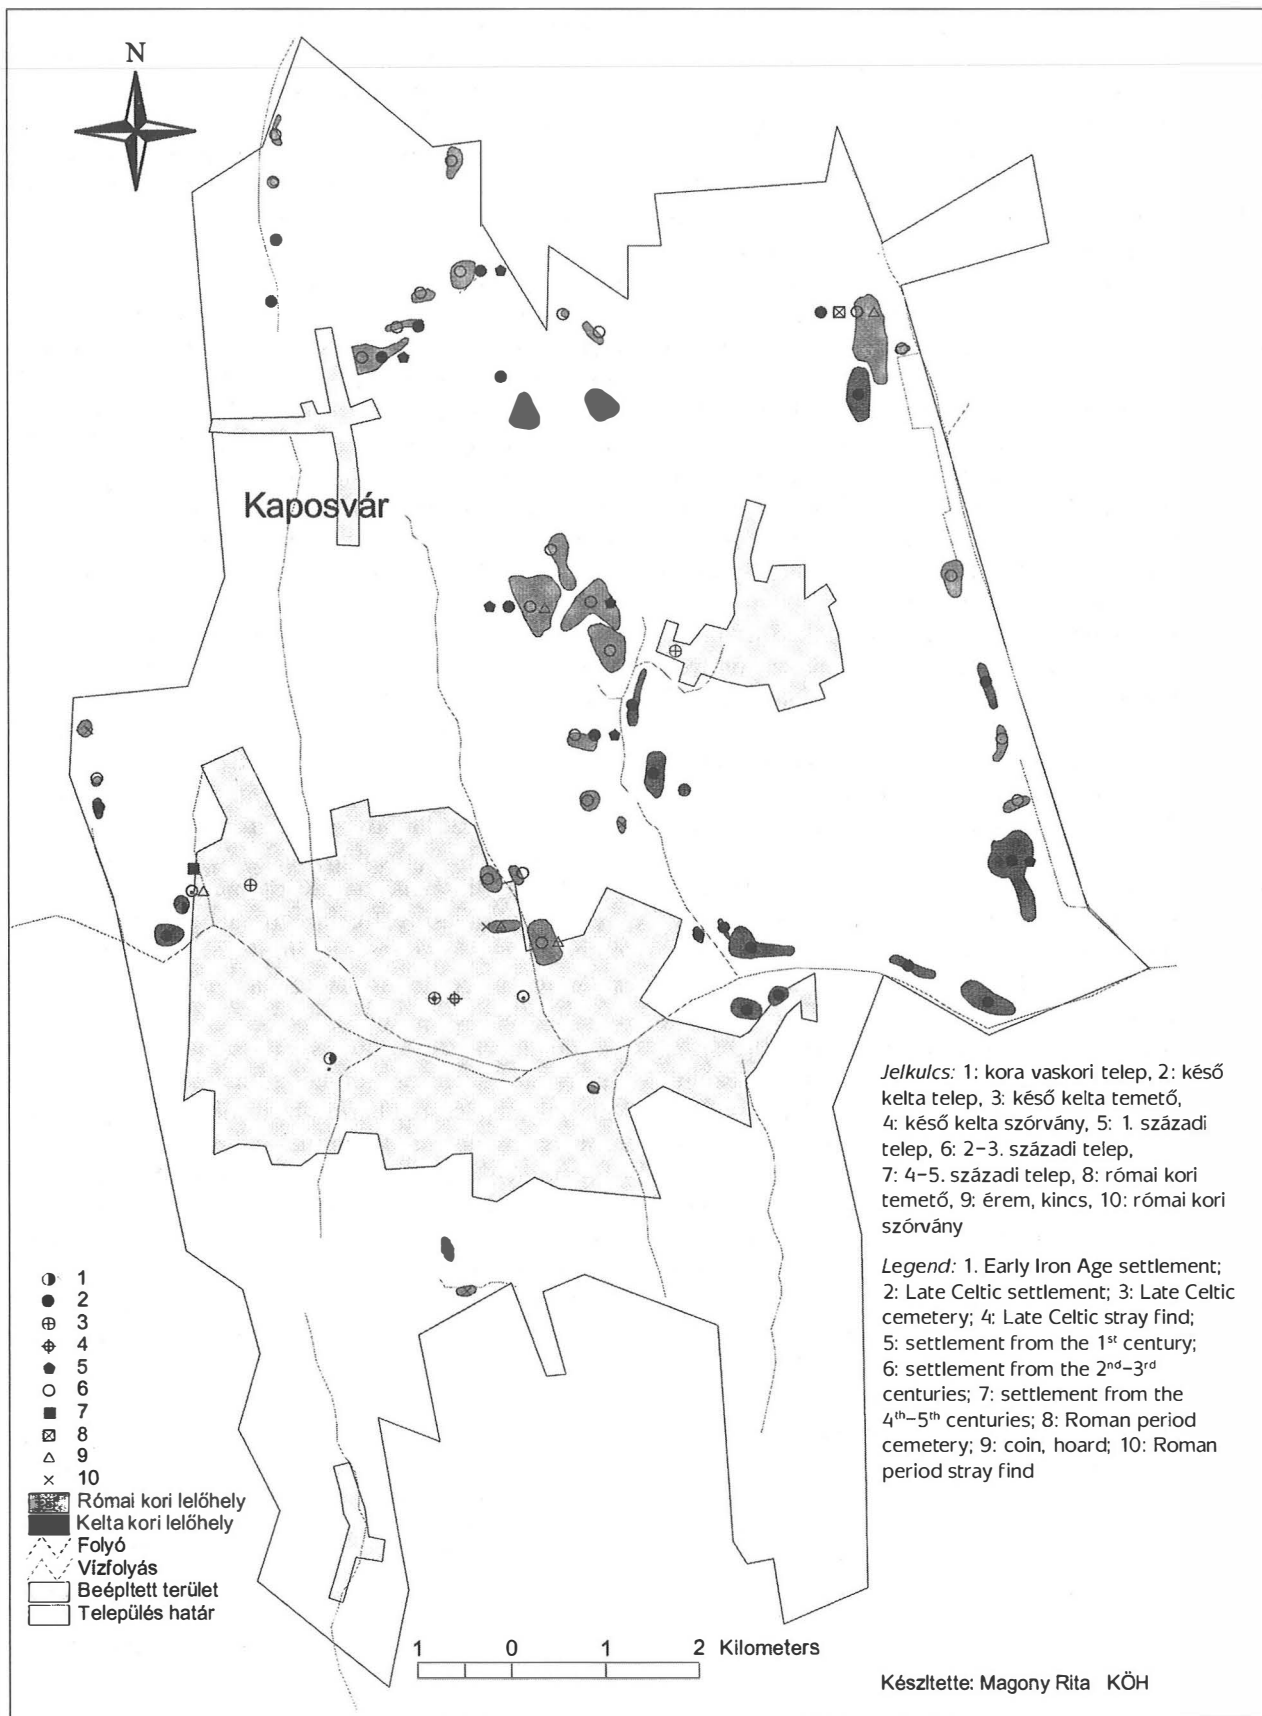 N
Kaposvár
Jelkulcs: 1: kora vaskori telep, 2: késő
kelta telep, 3: késő kelta temető,
4: késő kelta szórvány, 5: 1. századi
telep, 6: 2–3. századi telep,
7: 4–5. századi telep, 8: római kori
temető, 9: érem, kincs, 10: római kori
szórvány
Legend: 1. Early Iron Age settlement;
2: Late Celtic settlement; 3: Late Celtic
cemetery; 4: Late Celtic stray find;
5: settlement from the 1st century;
6: settlement from the 2nd–3rd
centuries; 7: settlement from the
4th–5th centuries; 8: Roman period
cemetery; 9: coin, hoard; 10: Roman
period stray find
1
2
3
4
5
6
7
8
9
10
Római kori lelőhely
Kelta kori lelőhely
Folyó
Vízfolyás
Beépített terület
Település határ
1 0 1 2 Kilometers
Készítette: Magony Rita KÖH